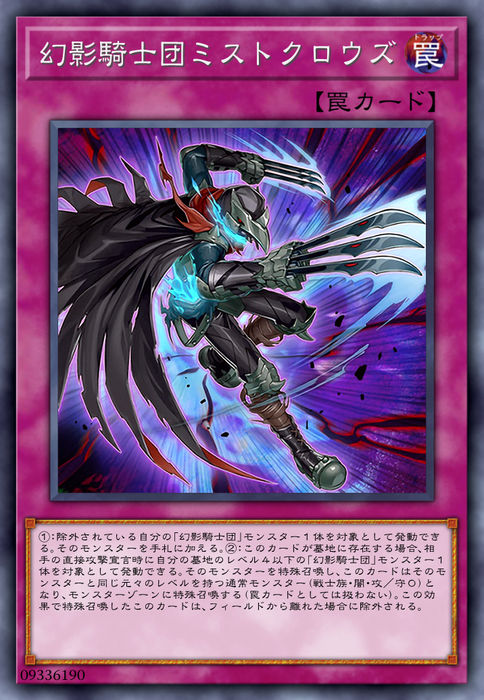 幻影騎士団ミストクロウズ
トラップ
罠
【罠カード】
①:除外されている自分の「幻影騎士団」モンスター1体を対象として発動でき
る。そのモンスターを手札に加える。②:このカードが墓地に存在する場合、相
手の直接攻撃宣言時に自分の墓地のレベル4以下の「幻影騎士団」モンスター1
体を対象として発動できる。そのモンスターを特殊召喚し、このカードはそのモ
ンスターと同じ元々のレベルを持つ通常モンスター(戦士族・闇・攻/守0)と
なり、モンスターゾーンに特殊召喚する(罠カードとしては扱わない)。この効
果で特殊召喚したこのカードは、フィールドから離れた場合に除外される。
09336190